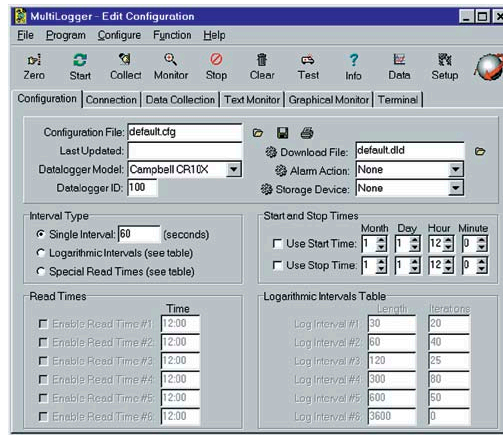 MultiLogger - Edit Configuration
File Program Configure Function Help
Zero Start Collect Monitor Stop Clear Test Info Data Setup
Configuration Connection Data Collection Text Monitor Graphical Monitor Terminal
Configuration File: default.cfg
Last Updated: Download File: default.dld
Datalogger Model: Campbell CR10X Alarm Action: None
Datalogger ID: 100 Storage Device: None
Interval Type
Single Interval: 60 (seconds)
Logarithmic Intervals (see table)
Special Read Times (see table)
Start and Stop Times
Month Day Hour Minute
Use Start Time: 1 1 12 0
Use Stop Time: 1 1 12 0
Read Times
Time
Enable Read Time #1: 12:00
Enable Read Time #2: 12:00
Enable Read Time #3: 12:00
Enable Read Time #4: 12:00
Enable Read Time #5: 12:00
Enable Read Time #6: 12:00
Logarithmic Intervals Table
Length Iterations
Log Interval #1: 30 20
Log Interval #2: 60 40
Log Interval #3: 120 25
Log Interval #4: 300 80
Log Interval #5: 600 50
Log Interval #6: 3600 0